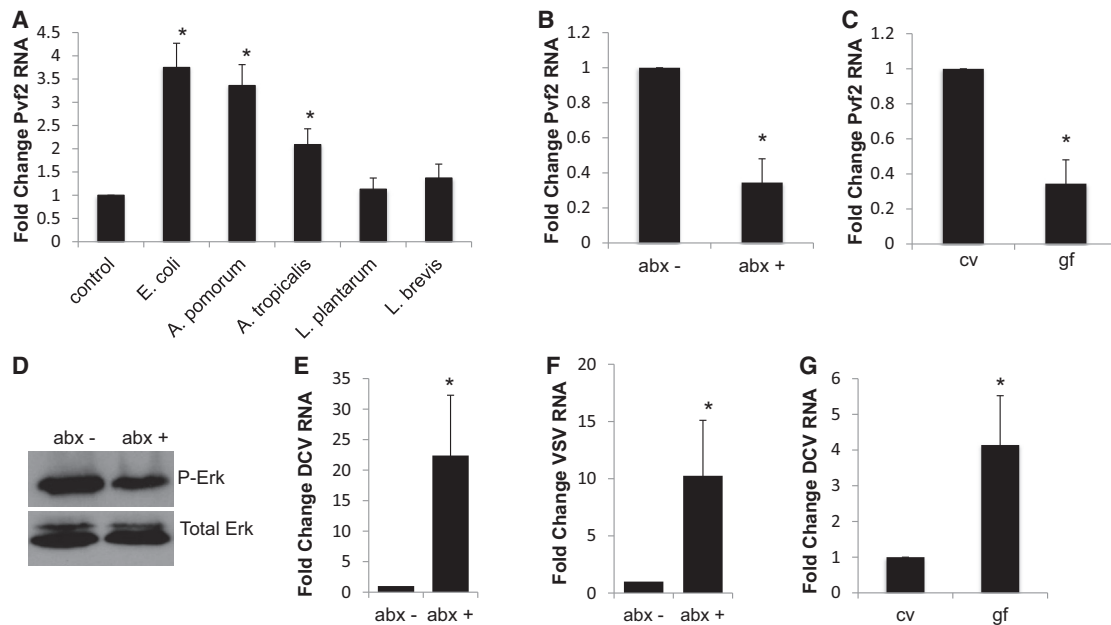 A
Fold Change Pvf2 RNA
4.5
4
3.5
3
2.5
2
1.5
1
0.5
0
*
*
*
control
E. coli
A. pomorum
A. tropicalis
L. plantarum
L. brevis
B
Fold Change Pvf2 RNA
1.2
1
0.8
0.6
0.4
0.2
0
*
abx -
abx +
C
Fold Change Pvf2 RNA
1.2
1
0.8
0.6
0.4
0.2
0
*
cv
gf
D
abx -
abx +
P-Erk
Total Erk
E
Fold Change DCV RNA
35
30
25
20
15
10
5
0
*
abx -
abx +
F
Fold Change VSV RNA
20
15
10
5
0
*
abx -
abx +
G
Fold Change DCV RNA
6
5
4
3
2
1
0
*
cv
gf